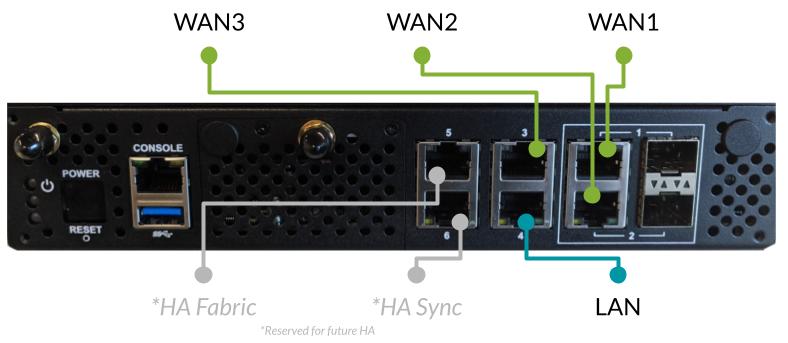 WAN3 WAN2 WAN1
5 3 1
CONSOLE
POWER
RESET
6 4 2
*HA Fabric *HA Sync LAN
*Reserved for future HA